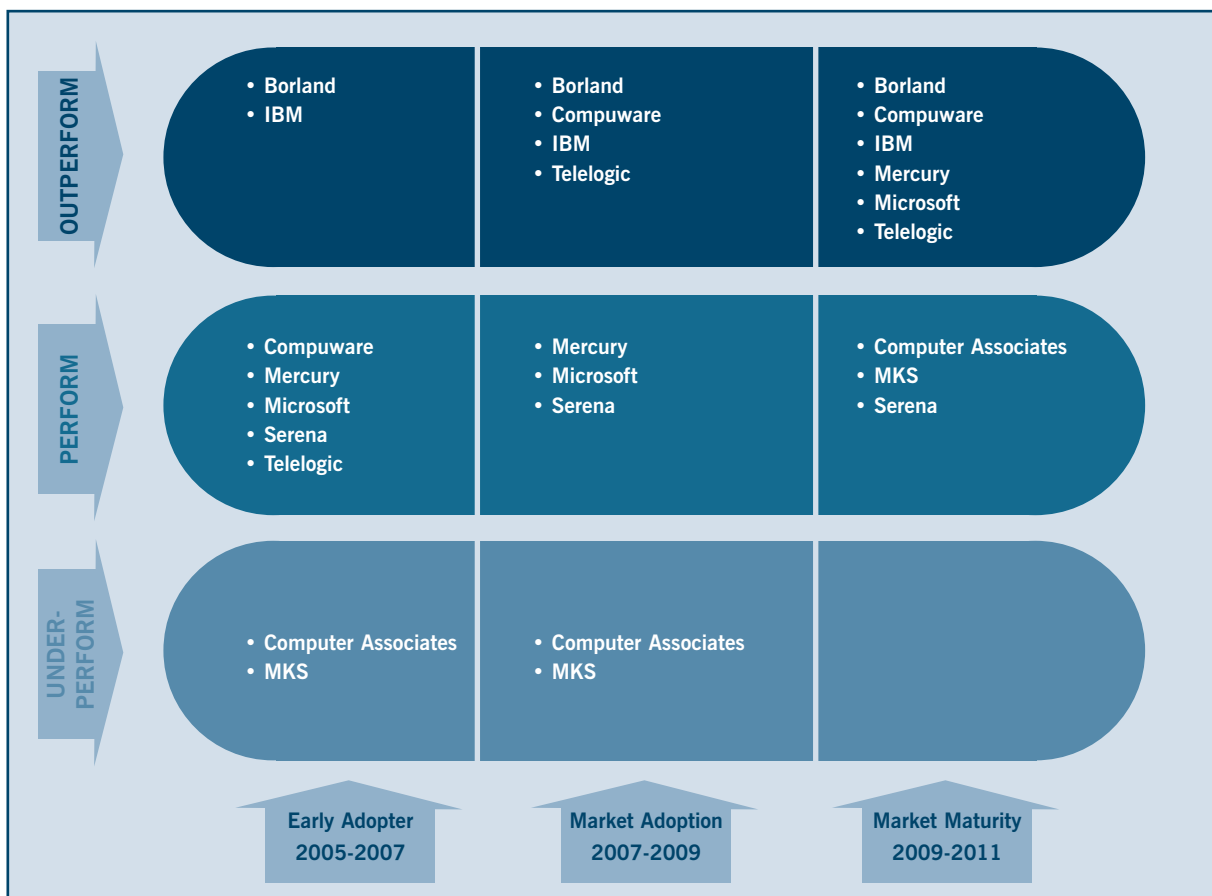 OUTPERFORM
• Borland
• IBM
• Borland
• Compuware
• IBM
• Telelogic
• Borland
• Compuware
• IBM
• Mercury
• Microsoft
• Telelogic
PERFORM
• Compuware
• Mercury
• Microsoft
• Serena
• Telelogic
• Mercury
• Microsoft
• Serena
• Computer Associates
• MKS
• Serena
UNDER-
PERFORM
• Computer Associates
• MKS
• Computer Associates
• MKS
Early Adopter
2005-2007
Market Adoption
2007-2009
Market Maturity
2009-2011